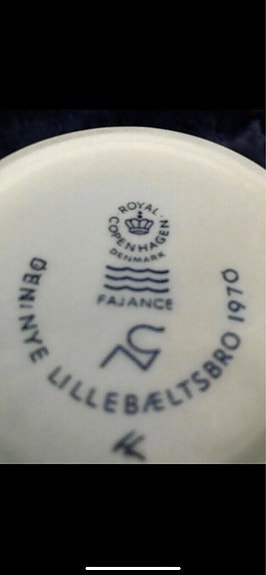 ROYAL
COPENHAGEN
DENMARK
FAJANCE
DEN NYE LILLEBÆLTSBRO 1970